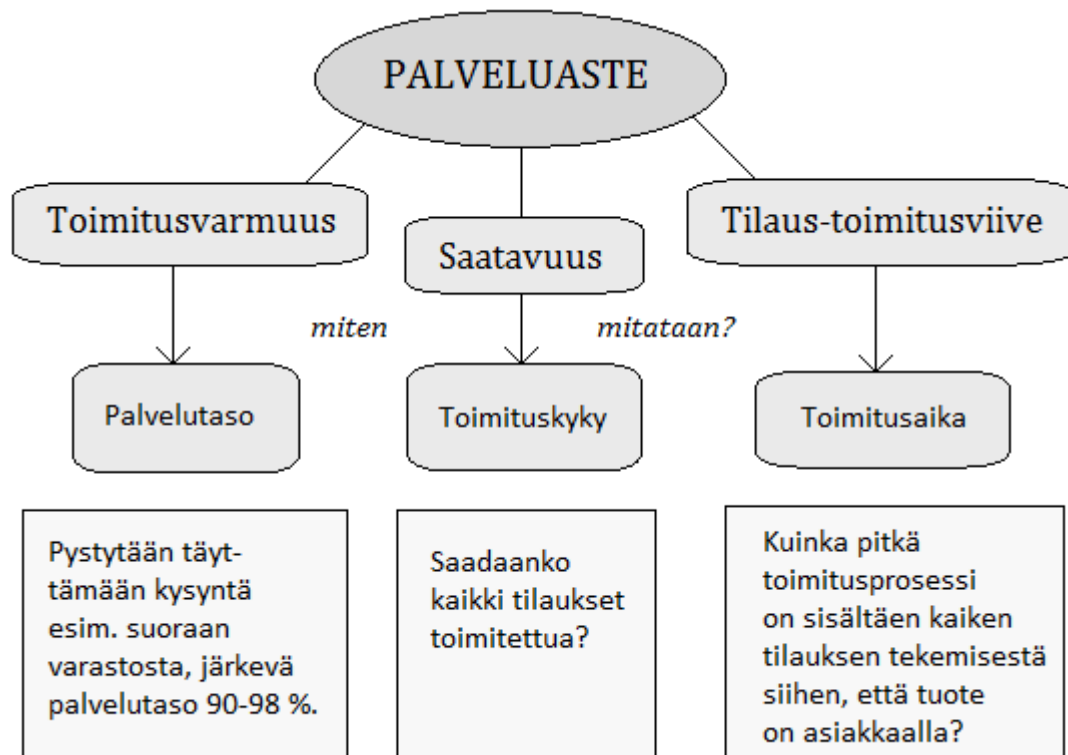 PALVELUASTE
Toimitusvarmuus
Saatavuus
Tilaus-toimitusviive
miten
mitataan?
Palvelutaso
Toimituskyky
Toimitusaika
Pystytään täyt-
tämään kysyntä
esim. suoraan
varastosta, järkevä
palvelutaso 90-98 %.
Saadaanko
kaikki tilaukset
toimitettua?
Kuinka pitkä
toimitusprosessi
on sisältäen kaiken
tilauksen tekemisestä
siihen, että tuote
on asiakkaalla?